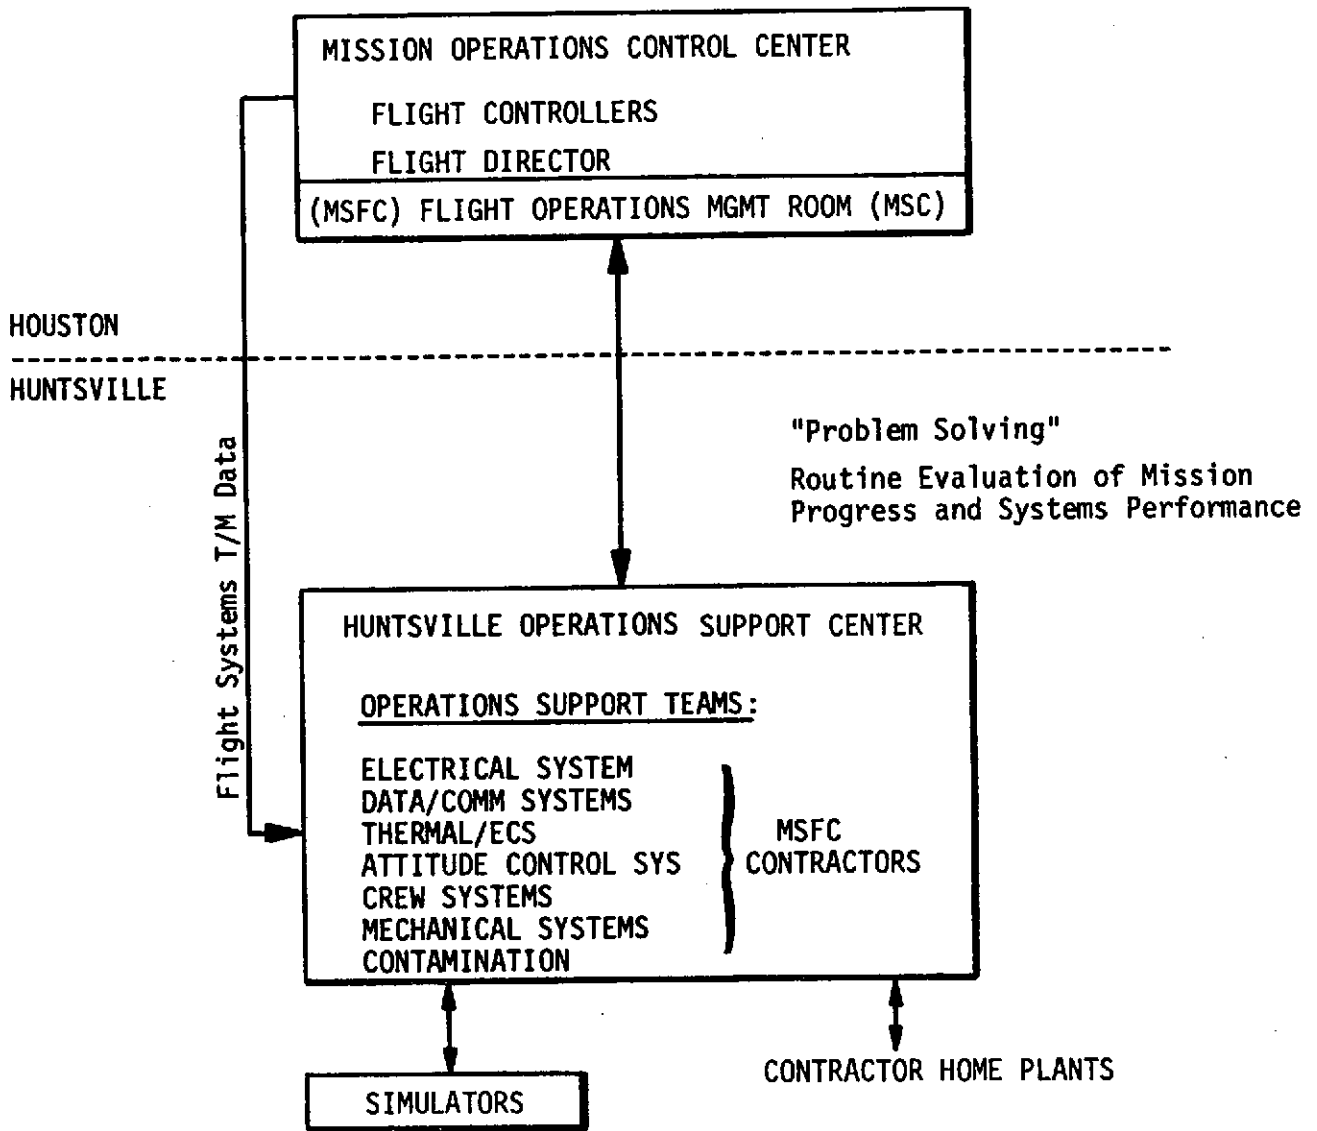 MISSION OPERATIONS CONTROL CENTER
FLIGHT CONTROLLERS
FLIGHT DIRECTOR
(MSFC) FLIGHT OPERATIONS MGMT ROOM (MSC)
HOUSTON
HUNTSVILLE
Flight Systems T/M Data
"Problem Solving"
Routine Evaluation of Mission
Progress and Systems Performance
HUNTSVILLE OPERATIONS SUPPORT CENTER
OPERATIONS SUPPORT TEAMS:
ELECTRICAL SYSTEM
DATA/COMM SYSTEMS
THERMAL/ECS
ATTITUDE CONTROL SYS
CREW SYSTEMS
MECHANICAL SYSTEMS
CONTAMINATION
MSFC
CONTRACTORS
SIMULATORS
CONTRACTOR HOME PLANTS